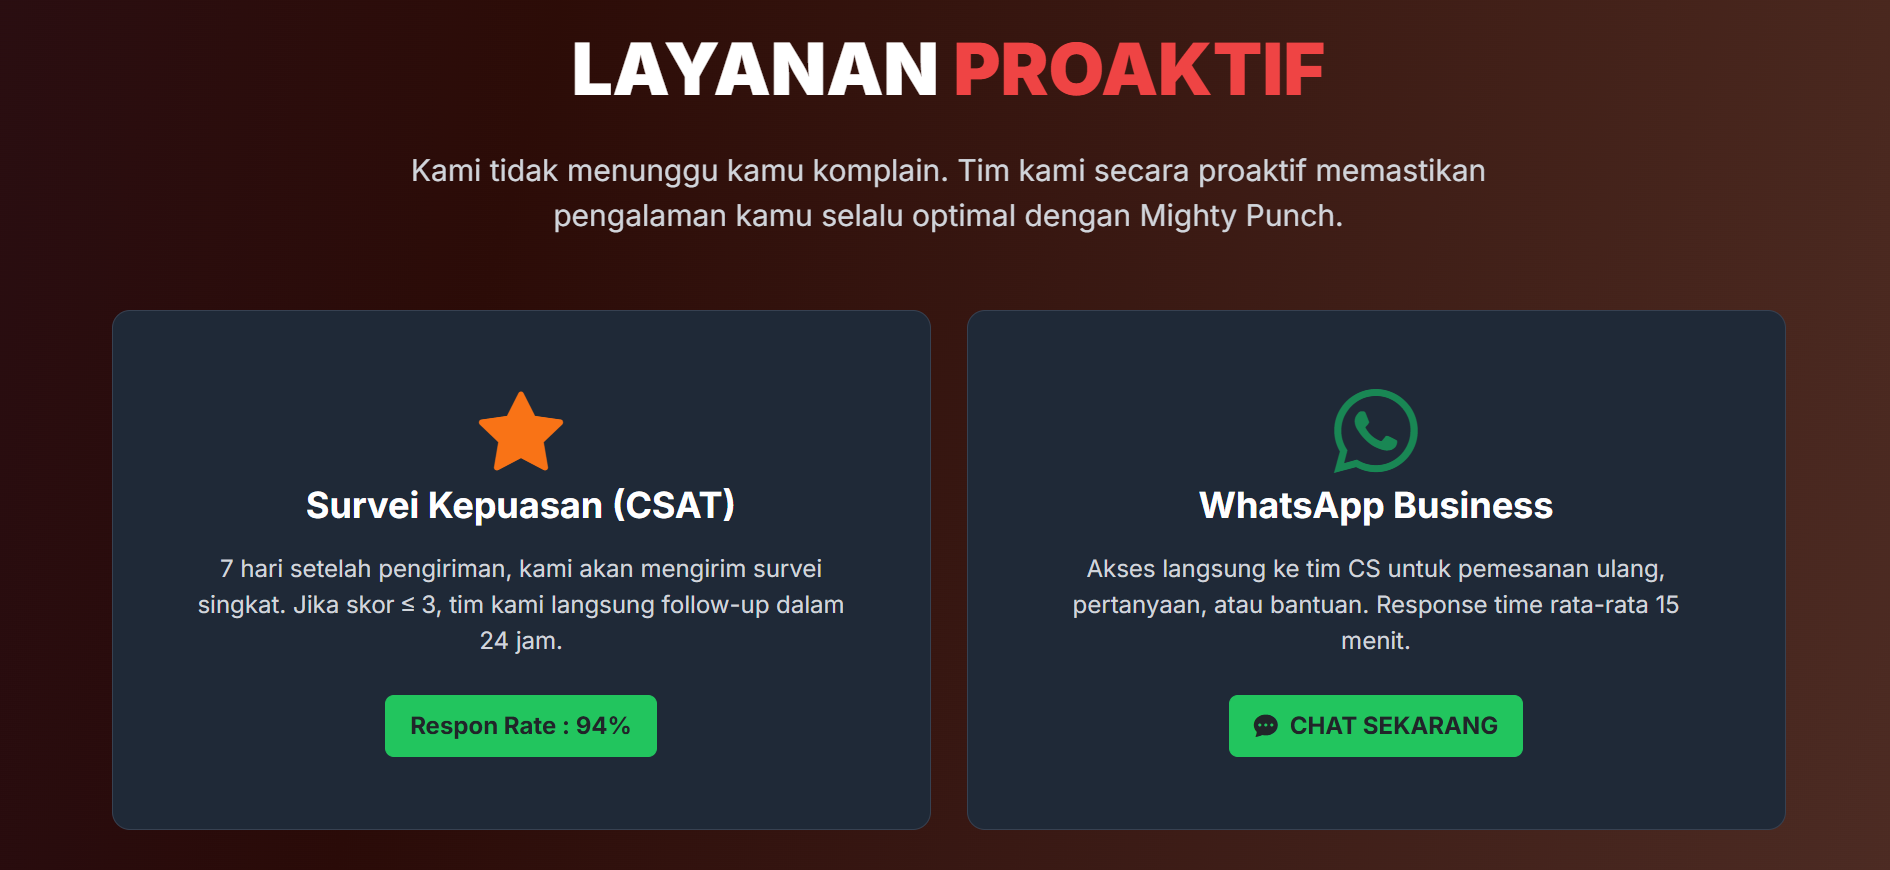 LAYANAN PROAKTIF
Kami tidak menunggu kamu komplain. Tim kami secara proaktif memastikan
pengalaman kamu selalu optimal dengan Mighty Punch.
Survei Kepuasan (CSAT)
7 hari setelah pengiriman, kami akan mengirim survei
singkat. Jika skor ≤ 3, tim kami langsung follow-up dalam
24 jam.
Respon Rate : 94%
WhatsApp Business
Akses langsung ke tim CS untuk pemesanan ulang,
pertanyaan, atau bantuan. Response time rata-rata 15
menit.
CHAT SEKARANG